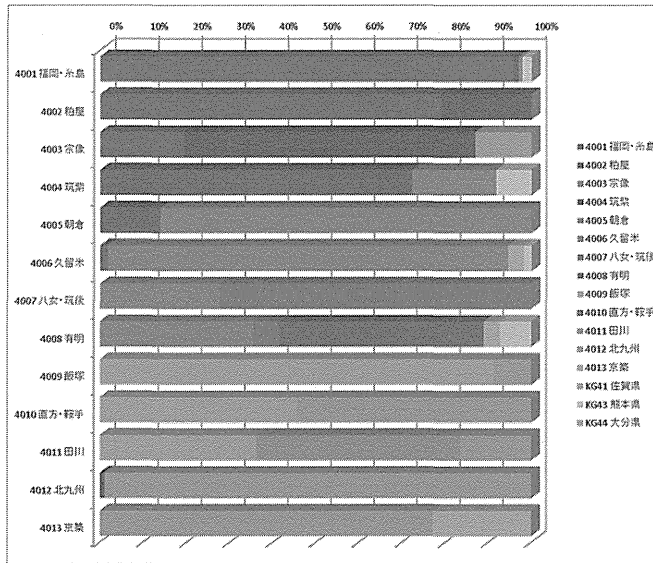 0% 10% 20% 30% 40% 50% 60% 70% 80% 90% 100%
4001 福岡・糸島
4002 粕屋
4003 宗像
4004 筑紫
4005 朝倉
4006 久留米
4007 八女・筑後
4008 有明
4009 飯塚
4010 直方・鞍手
4011 田川
4012 北九州
4013 京築
4001 福岡・糸島
4002 粕屋
4003 宗像
4004 筑紫
4005 朝倉
4006 久留米
4007 八女・筑後
4008 有明
4009 飯塚
4010 直方・鞍手
4011 田川
4012 北九州
4013 京築
KG41 佐賀県
KG43 熊本県
KG44 大分県